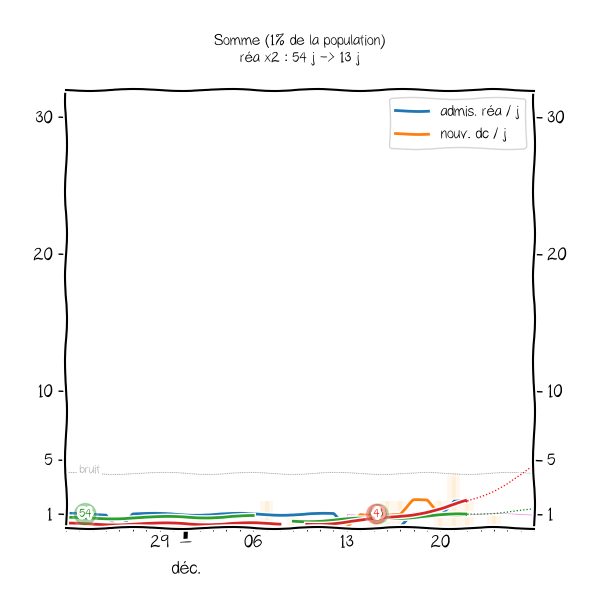 Somme (1% de la population)
réa x2 : 54 j -> 13 j
admis. réa / j
nouv. dc / j
30
30
20
20
10
10
5
5
bruit
54
1
1
29
06
13
20
déc.